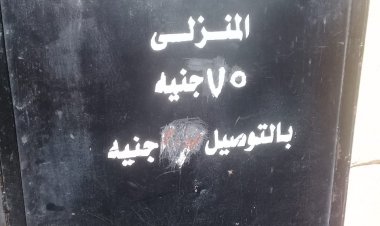 المنزلى
٧٥ جنيه
بالتوصيل جنيه